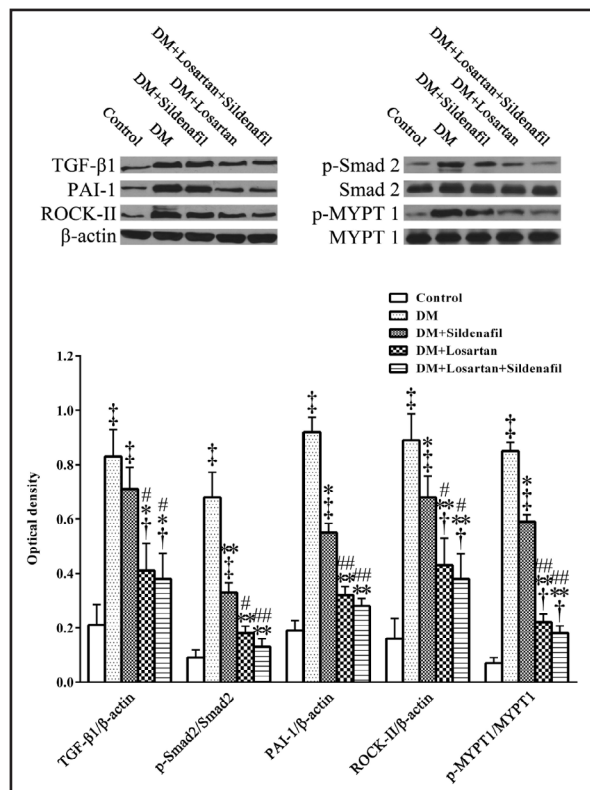 Control
DM
DM+Sildenafil
DM+Losartan
DM+Losartan+Sildenafil
TGF-β1
PAI-1
ROCK-II
β-actin
Control
DM
DM+Sildenafil
DM+Losartan
DM+Losartan+Sildenafil
p-Smad 2
Smad 2
p-MYPT 1
MYPT 1
Control
DM
DM+Sildenafil
DM+Losartan
DM+Losartan+Sildenafil
Optical density
1.2
1.0
0.8
0.6
0.4
0.2
0.0
‡
‡
#*†
#*†
‡
**‡
#**
##**
‡
*‡
##**
##**
‡
*‡
#**†
#**†
‡
*‡
##**†
##**†
TGF-β1/β-actin
p-Smad2/Smad2
PAI-1/β-actin
ROCK-II/β-actin
p-MYPT1/MYPT1